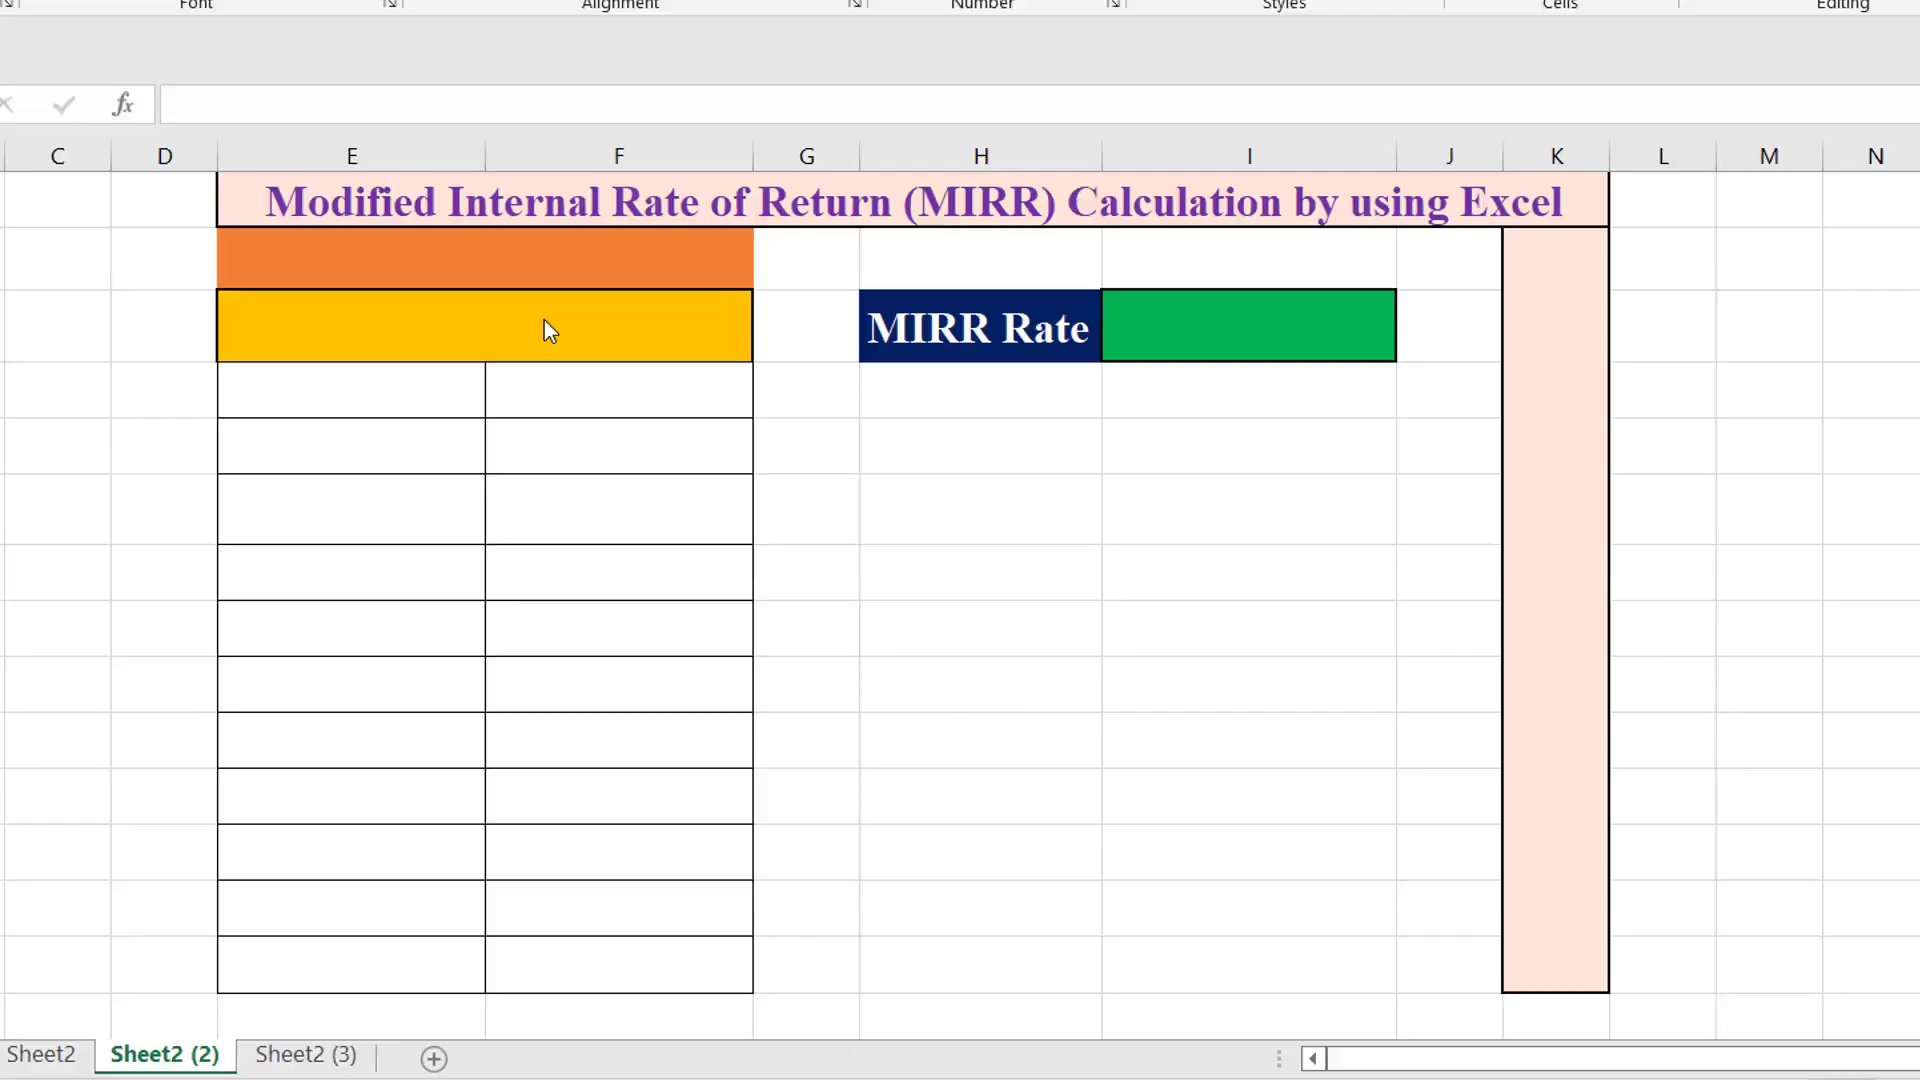 Font Alignment Number Styles Cells Editing
fx
C D E F G H I J K L M N
Modified Internal Rate of Return (MIRR) Calculation by using Excel
MIRR Rate
Sheet2 Sheet2 (2) Sheet2 (3)